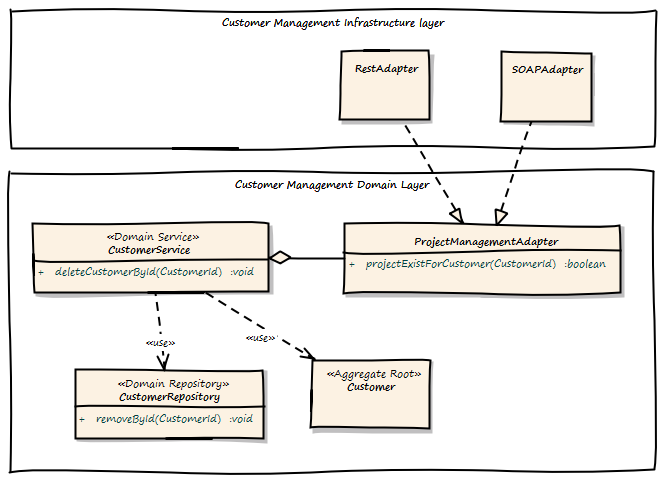 Customer Management Infrastructure layer
RestAdapter
SOAPAdapter
Customer Management Domain Layer
«Domain Service»
CustomerService
+ deleteCustomerById(CustomerId) :void
ProjectManagementAdapter
+ projectExistForCustomer(CustomerId) :boolean
«use»
«use»
«Domain Repository»
CustomerRepository
+ removeById(CustomerId) :void
«Aggregate Root»
Customer